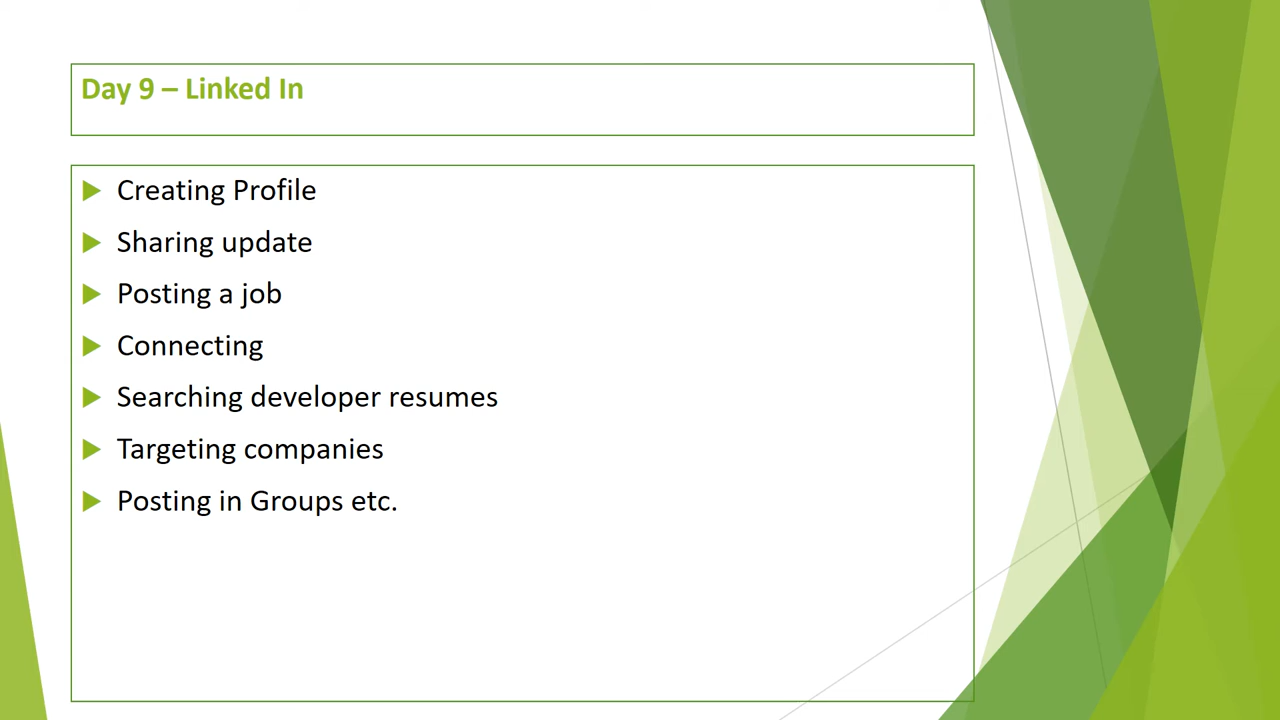 Day 9 – Linked In
Creating Profile
Sharing update
Posting a job
Connecting
Searching developer resumes
Targeting companies
Posting in Groups etc.